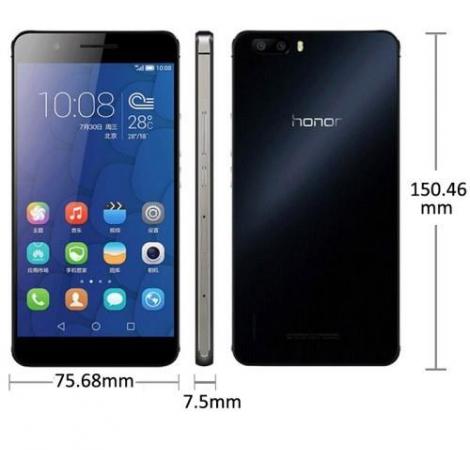 10:08
10:08
28°C
7月30日 周三
北京
28°
主题
音乐
视频
设置
应用市场
手机管家
图库
相机
honor
150.46
mm
75.68mm
7.5mm